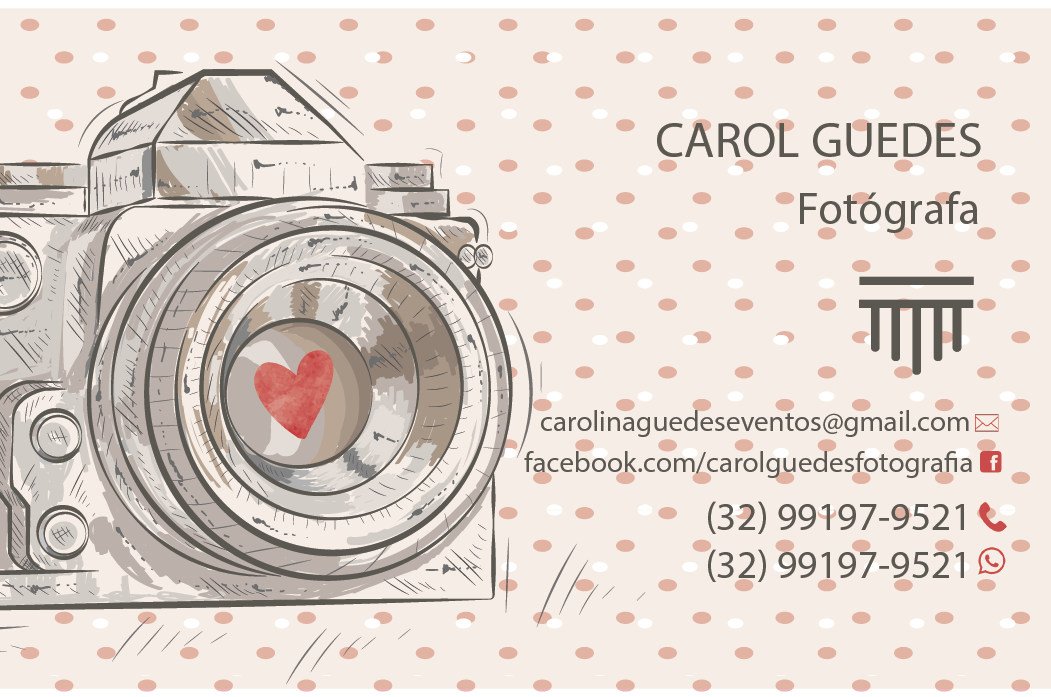 CAROL GUEDES
Fotógrafa
carolinaguedeseventos@gmail.com
facebook.com/carolguedesfotografia
(32) 99197-9521
(32) 99197-9521